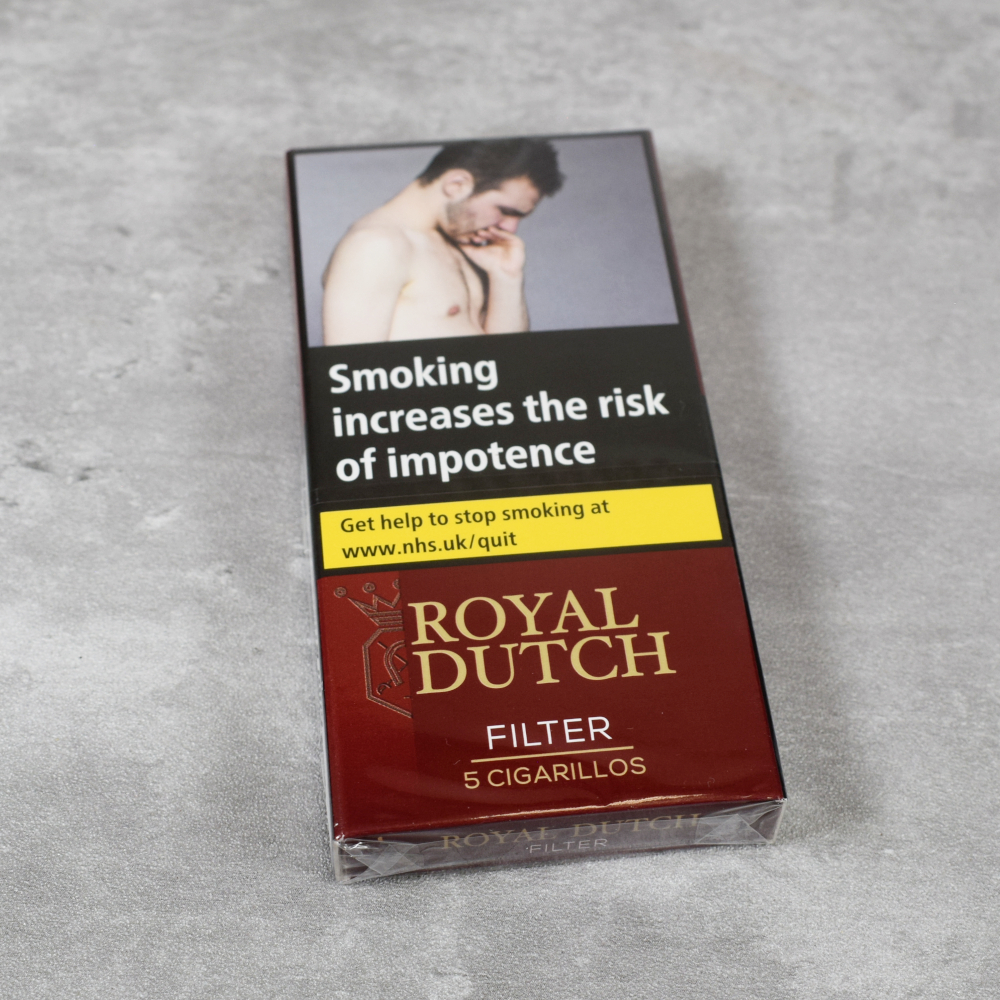 Smoking
increases the risk
of impotence
Get help to stop smoking at
www.nhs.uk/quit
ROYAL
DUTCH
FILTER
5 CIGARILLOS
ROYAL DUTCH
FILTER